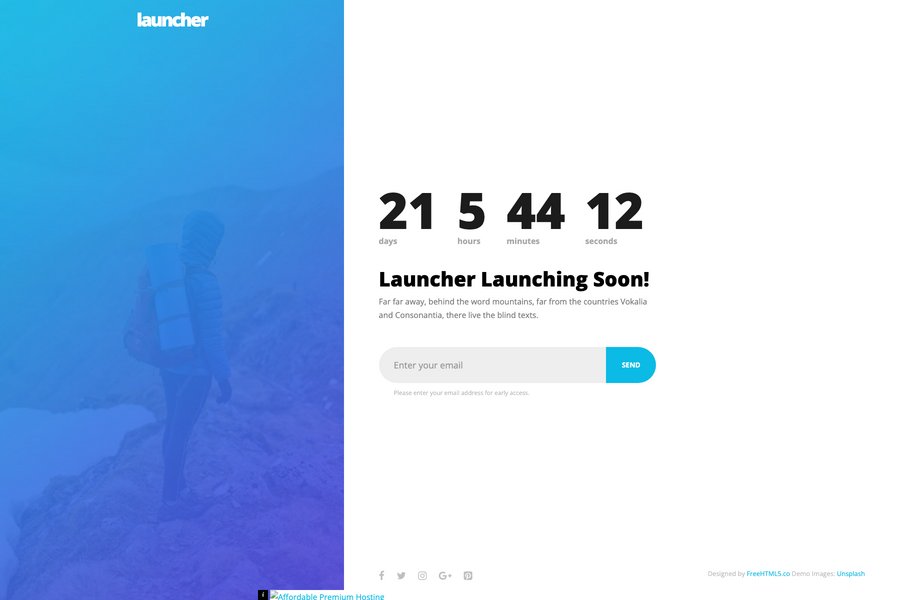 launcher
21 5 44 12
days hours minutes seconds
Launcher Launching Soon!
Far far away, behind the word mountains, far from the countries Vokalia
and Consonantia, there live the blind texts.
Enter your email SEND
Please enter your email address for early access.
Designed by FreeHTML5.co Demo Images: Unsplash
i Affordable Premium Hosting